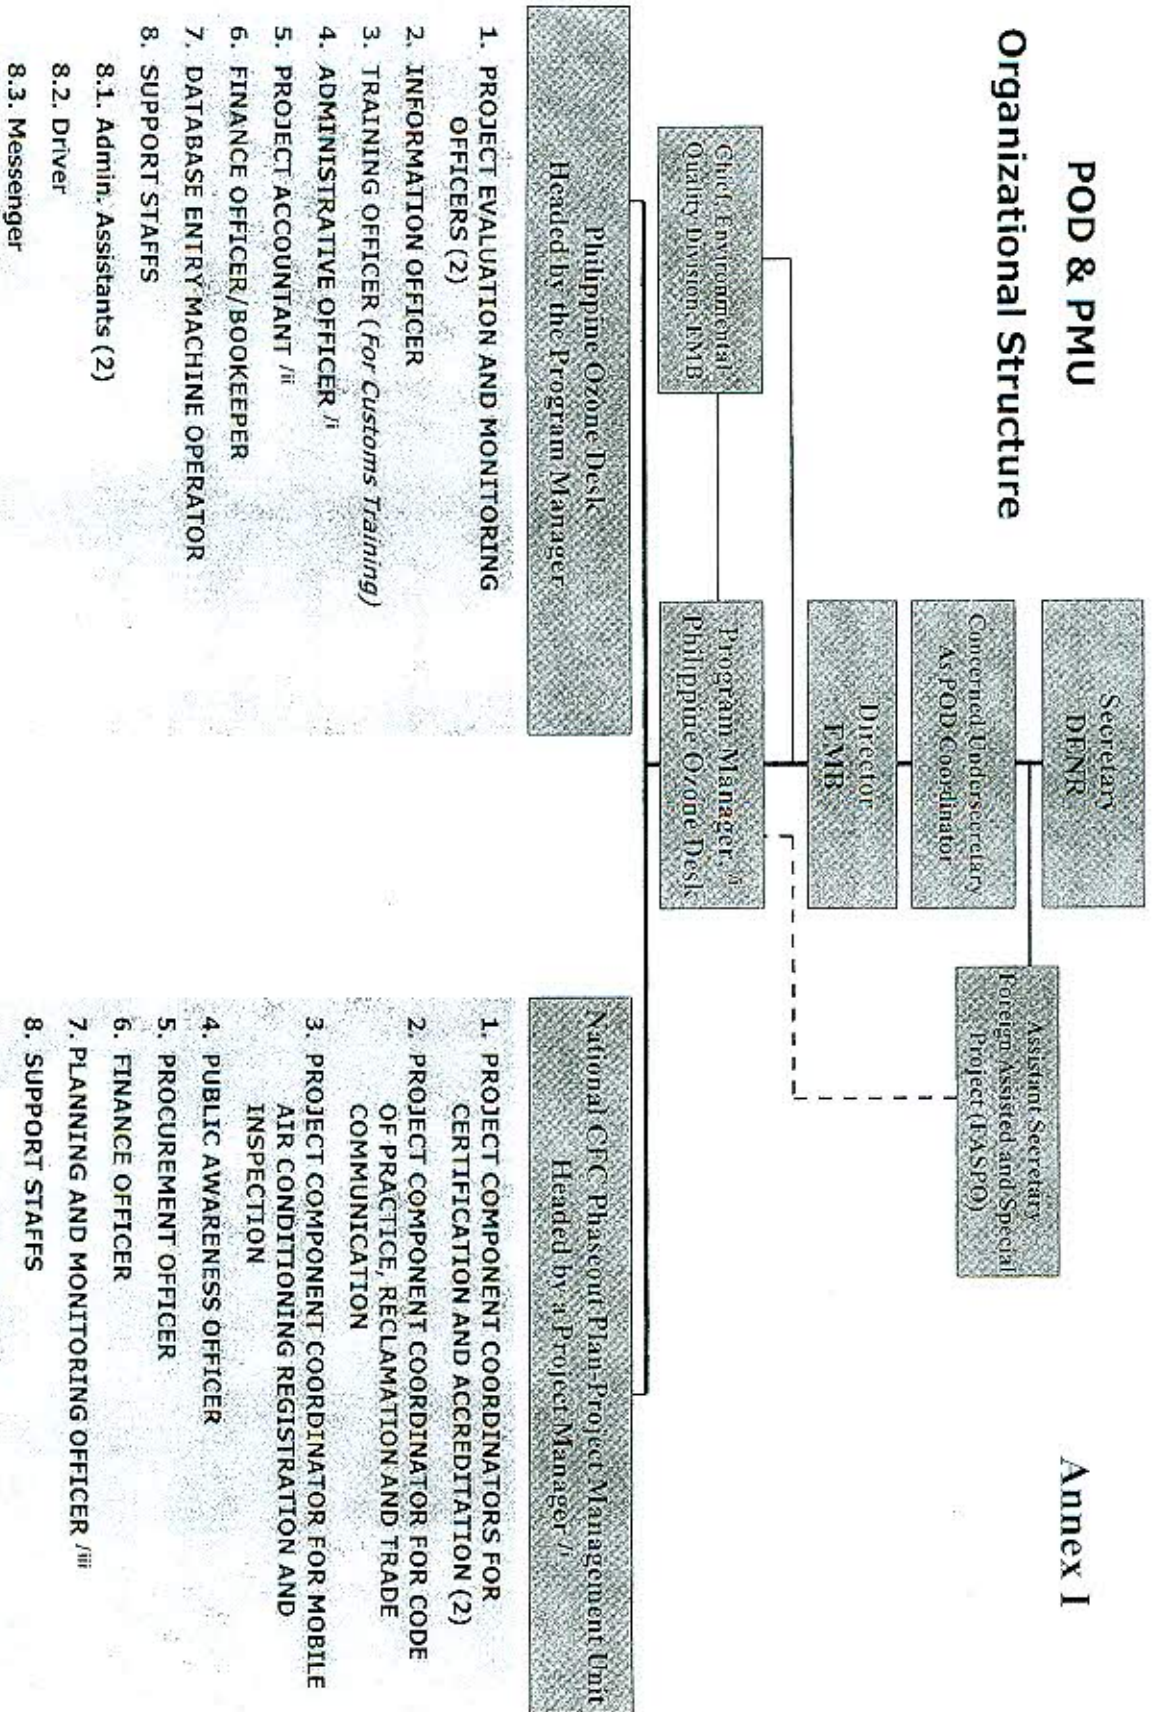 POD & PMU
Organizational Structure
Annex I
Secretary
DENR
Concerned Undersecretary
As POD Coordinator
Assistant Secretary
Foreign Assisted and Special
Project (FASPO)
Director
EMB
Chief, Environmental
Quality Division, EMB
Program Manager, /i
Philippine Ozone Desk
Philippine Ozone Desk
Headed by the Program Manager
1. PROJECT EVALUATION AND MONITORING
OFFICERS (2)
2. INFORMATION OFFICER
3. TRAINING OFFICER (For Customs Training)
4. ADMINISTRATIVE OFFICER /i
5. PROJECT ACCOUNTANT /ii
6. FINANCE OFFICER/BOOKEEPER
7. DATABASE ENTRY MACHINE OPERATOR
8. SUPPORT STAFFS
8.1. Admin. Assistants (2)
8.2. Driver
8.3. Messenger
National CFC Phaseout Plan-Project Management Unit
Headed by a Project Manager /i
1. PROJECT COMPONENT COORDINATORS FOR
CERTIFICATION AND ACCREDITATION (2)
2. PROJECT COMPONENT COORDINATOR FOR CODE
OF PRACTICE, RECLAMATION AND TRADE
COMMUNICATION
3. PROJECT COMPONENT COORDINATOR FOR MOBILE
AIR CONDITIONING REGISTRATION AND
INSPECTION
4. PUBLIC AWARENESS OFFICER
5. PROCUREMENT OFFICER
6. FINANCE OFFICER
7. PLANNING AND MONITORING OFFICER /iii
8. SUPPORT STAFFS